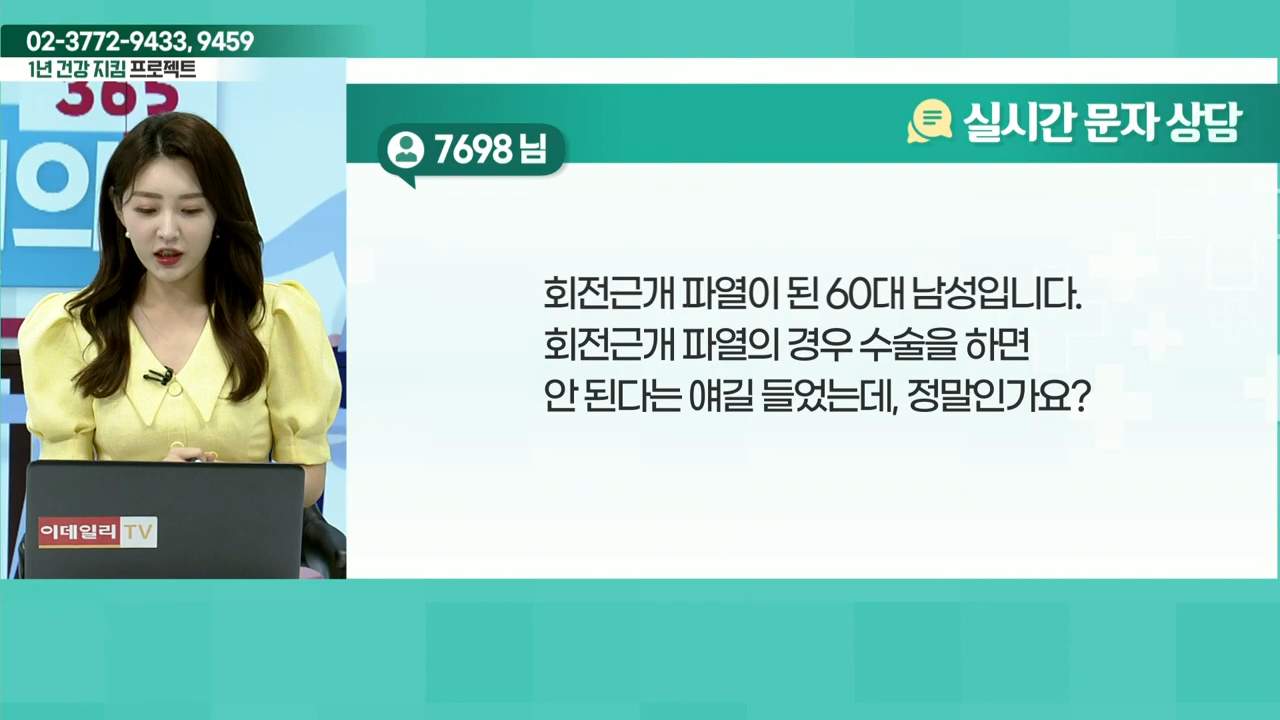 02-3772-9433, 9459
1년 건강 지킴 프로젝트
365
의
실시간 문자 상담
7698 님
회전근개 파열이 된 60대 남성입니다.
회전근개 파열의 경우 수술을 하면
안 된다는 얘길 들었는데, 정말인가요?
이데일리 TV